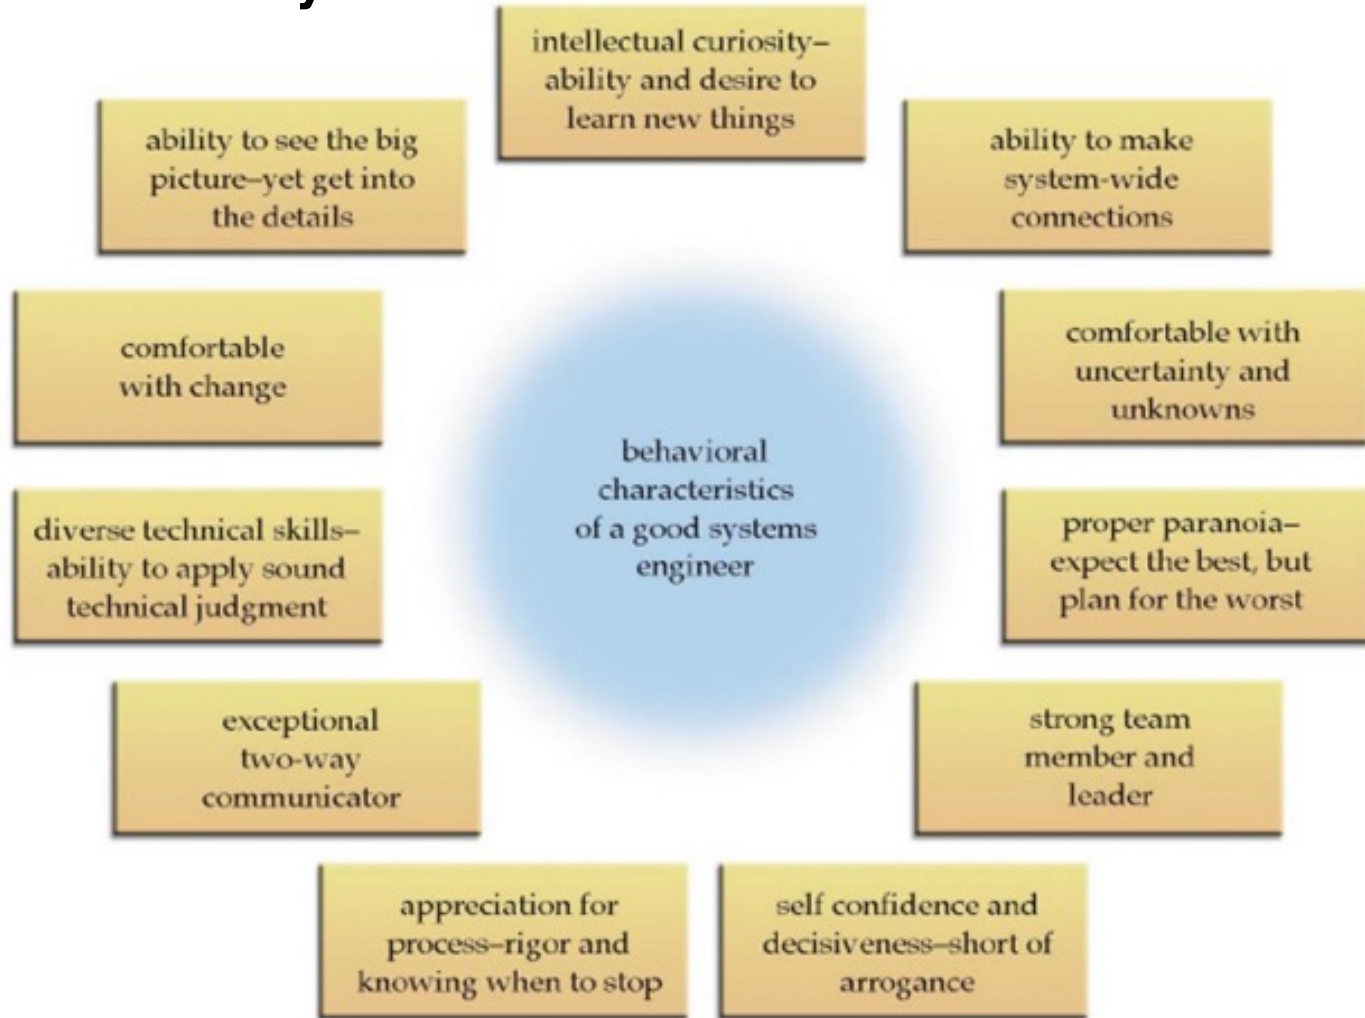 intellectual curiosity–
ability and desire to
learn new things
ability to see the big
picture–yet get into
the details
ability to make
system-wide
connections
comfortable
with change
comfortable with
uncertainty and
unknowns
behavioral
characteristics
of a good systems
engineer
diverse technical skills–
ability to apply sound
technical judgment
proper paranoia–
expect the best, but
plan for the worst
exceptional
two-way
communicator
strong team
member and
leader
appreciation for
process–rigor and
knowing when to stop
self confidence and
decisiveness–short of
arrogance